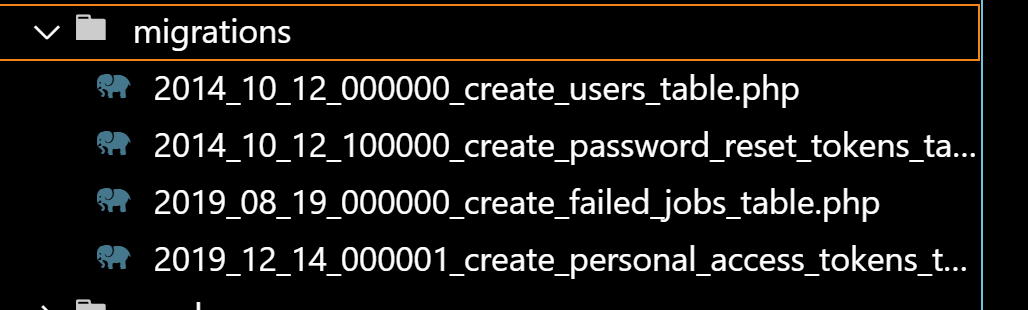 migrations
2014_10_12_000000_create_users_table.php
2014_10_12_100000_create_password_reset_tokens_ta...
2019_08_19_000000_create_failed_jobs_table.php
2019_12_14_000001_create_personal_access_tokens_t...